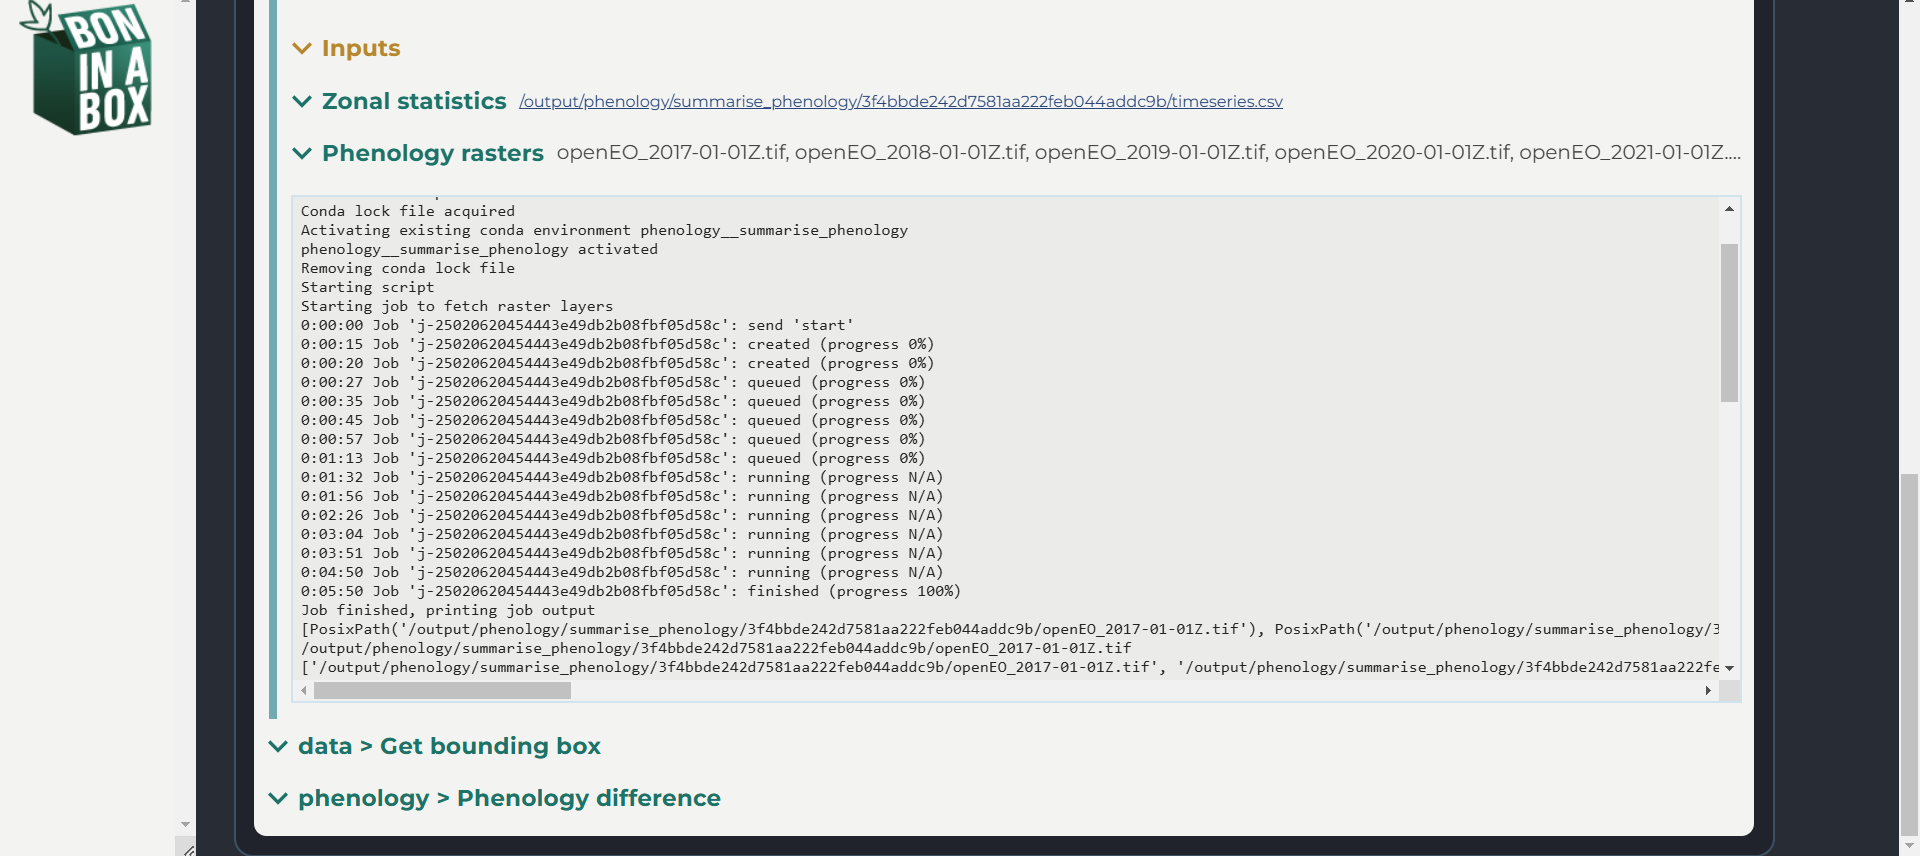 BON
IN A
BOX
Inputs
Zonal statistics /output/phenology/summarise_phenology/3f4bbde242d7581aa222feb044addc9b/timeseries.csv
Phenology rasters openEO_2017-01-01Z.tif, openEO_2018-01-01Z.tif, openEO_2019-01-01Z.tif, openEO_2020-01-01Z.tif, openEO_2021-01-01Z....
Conda lock file acquired
Activating existing conda environment phenology__summarise_phenology
phenology__summarise_phenology activated
Removing conda lock file
Starting script
Starting job to fetch raster layers
0:00:00 Job 'j-25020620454443e49db2b08fbf05d58c': send 'start'
0:00:15 Job 'j-25020620454443e49db2b08fbf05d58c': created (progress 0%)
0:00:20 Job 'j-25020620454443e49db2b08fbf05d58c': created (progress 0%)
0:00:27 Job 'j-25020620454443e49db2b08fbf05d58c': queued (progress 0%)
0:00:35 Job 'j-25020620454443e49db2b08fbf05d58c': queued (progress 0%)
0:00:45 Job 'j-25020620454443e49db2b08fbf05d58c': queued (progress 0%)
0:00:57 Job 'j-25020620454443e49db2b08fbf05d58c': queued (progress 0%)
0:01:13 Job 'j-25020620454443e49db2b08fbf05d58c': queued (progress 0%)
0:01:32 Job 'j-25020620454443e49db2b08fbf05d58c': running (progress N/A)
0:01:56 Job 'j-25020620454443e49db2b08fbf05d58c': running (progress N/A)
0:02:26 Job 'j-25020620454443e49db2b08fbf05d58c': running (progress N/A)
0:03:04 Job 'j-25020620454443e49db2b08fbf05d58c': running (progress N/A)
0:03:51 Job 'j-25020620454443e49db2b08fbf05d58c': running (progress N/A)
0:04:50 Job 'j-25020620454443e49db2b08fbf05d58c': running (progress N/A)
0:05:50 Job 'j-25020620454443e49db2b08fbf05d58c': finished (progress 100%)
Job finished, printing job output
[PosixPath('/output/phenology/summarise_phenology/3f4bbde242d7581aa222feb044addc9b/openEO_2017-01-01Z.tif'), PosixPath('/output/phenology/summarise_phenology/3
/output/phenology/summarise_phenology/3f4bbde242d7581aa222feb044addc9b/openEO_2017-01-01Z.tif
['/output/phenology/summarise_phenology/3f4bbde242d7581aa222feb044addc9b/openEO_2017-01-01Z.tif', '/output/phenology/summarise_phenology/3f4bbde242d7581aa222fe
data > Get bounding box
phenology > Phenology difference